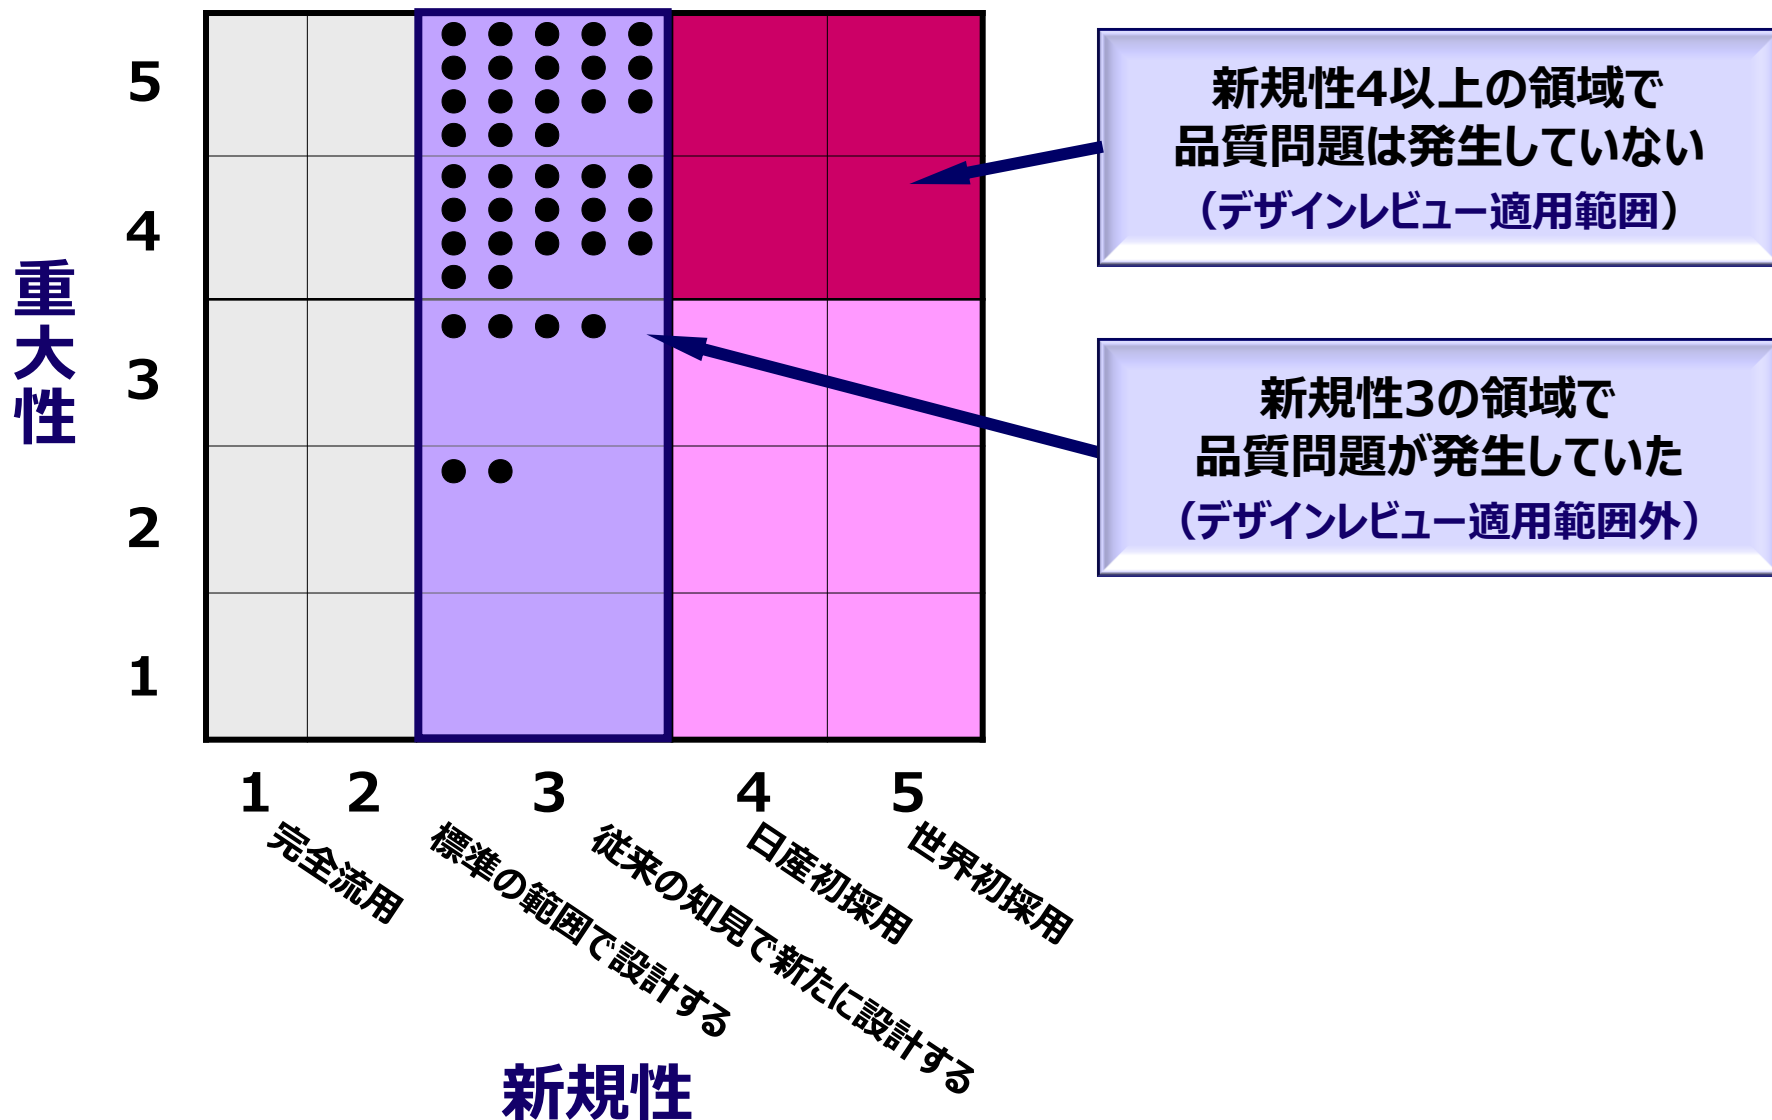 新規性4以上の領域で
品質問題は発生していない
（デザインレビュー適用範囲）
新規性3の領域で
品質問題が発生していた
（デザインレビュー適用範囲外）
重大性
5
4
3
2
1
1 2 3 4 5
完全流用
標準の範囲で設計する
従来の知見で新たに設計する
日産初採用
世界初採用
新規性